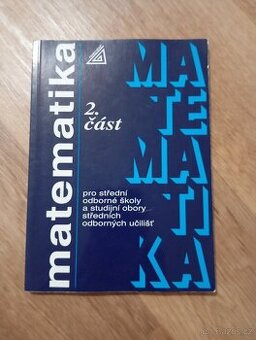 matematika
2.
část
pro střední
odborné školy
a studijní obory
středních
odborných učilišť
MA
TE
MA
TI
KA